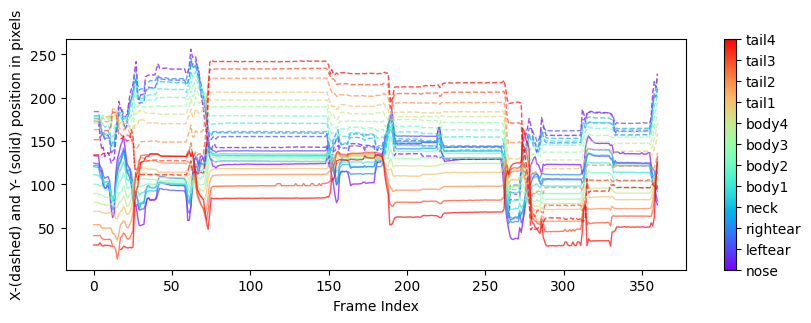 X-(dashed) and Y- (solid) position in pixels
250
200
150
100
50
0
50
100
150
200
250
300
350
Frame Index
tail4
tail3
tail2
tail1
body4
body3
body2
body1
neck
rightear
leftear
nose